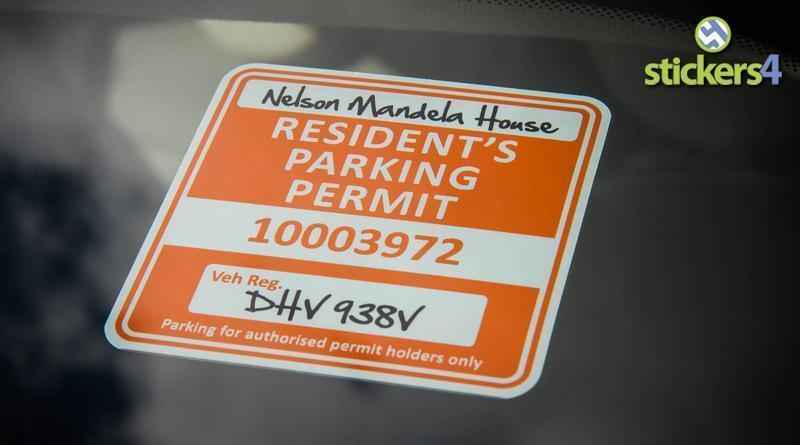 stickers4
Nelson Mandela House
RESIDENT'S
PARKING
PERMIT
10003972
Veh Reg.
DHV 938V
Parking for authorised permit holders only